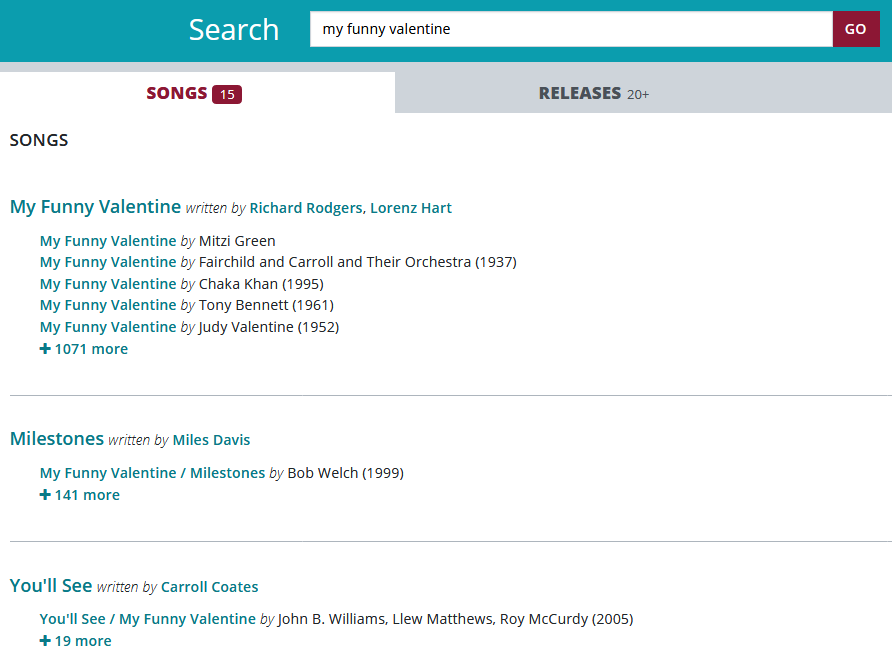 Search
my funny valentine
GO
SONGS 15
RELEASES 20+
SONGS
My Funny Valentine written by Richard Rodgers, Lorenz Hart
My Funny Valentine by Mitzi Green
My Funny Valentine by Fairchild and Carroll and Their Orchestra (1937)
My Funny Valentine by Chaka Khan (1995)
My Funny Valentine by Tony Bennett (1961)
My Funny Valentine by Judy Valentine (1952)
+ 1071 more
Milestones written by Miles Davis
My Funny Valentine / Milestones by Bob Welch (1999)
+ 141 more
You'll See written by Carroll Coates
You'll See / My Funny Valentine by John B. Williams, Llew Matthews, Roy McCurdy (2005)
+ 19 more